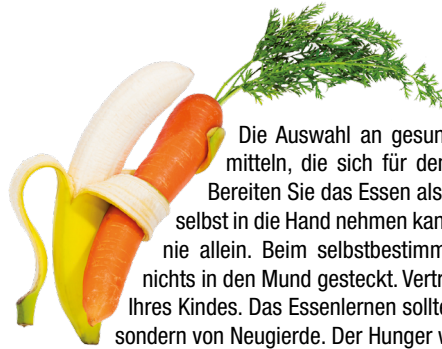 Die Auswahl an gesun
mitteln, die sich für der
Bereiten Sie das Essen als
selbst in die Hand nehmen kan
nie allein. Beim selbstbestimm
nichts in den Mund gesteckt. Vertr
Ihres Kindes. Das Essenlernen sollte
sondern von Neugierde. Der Hunger v